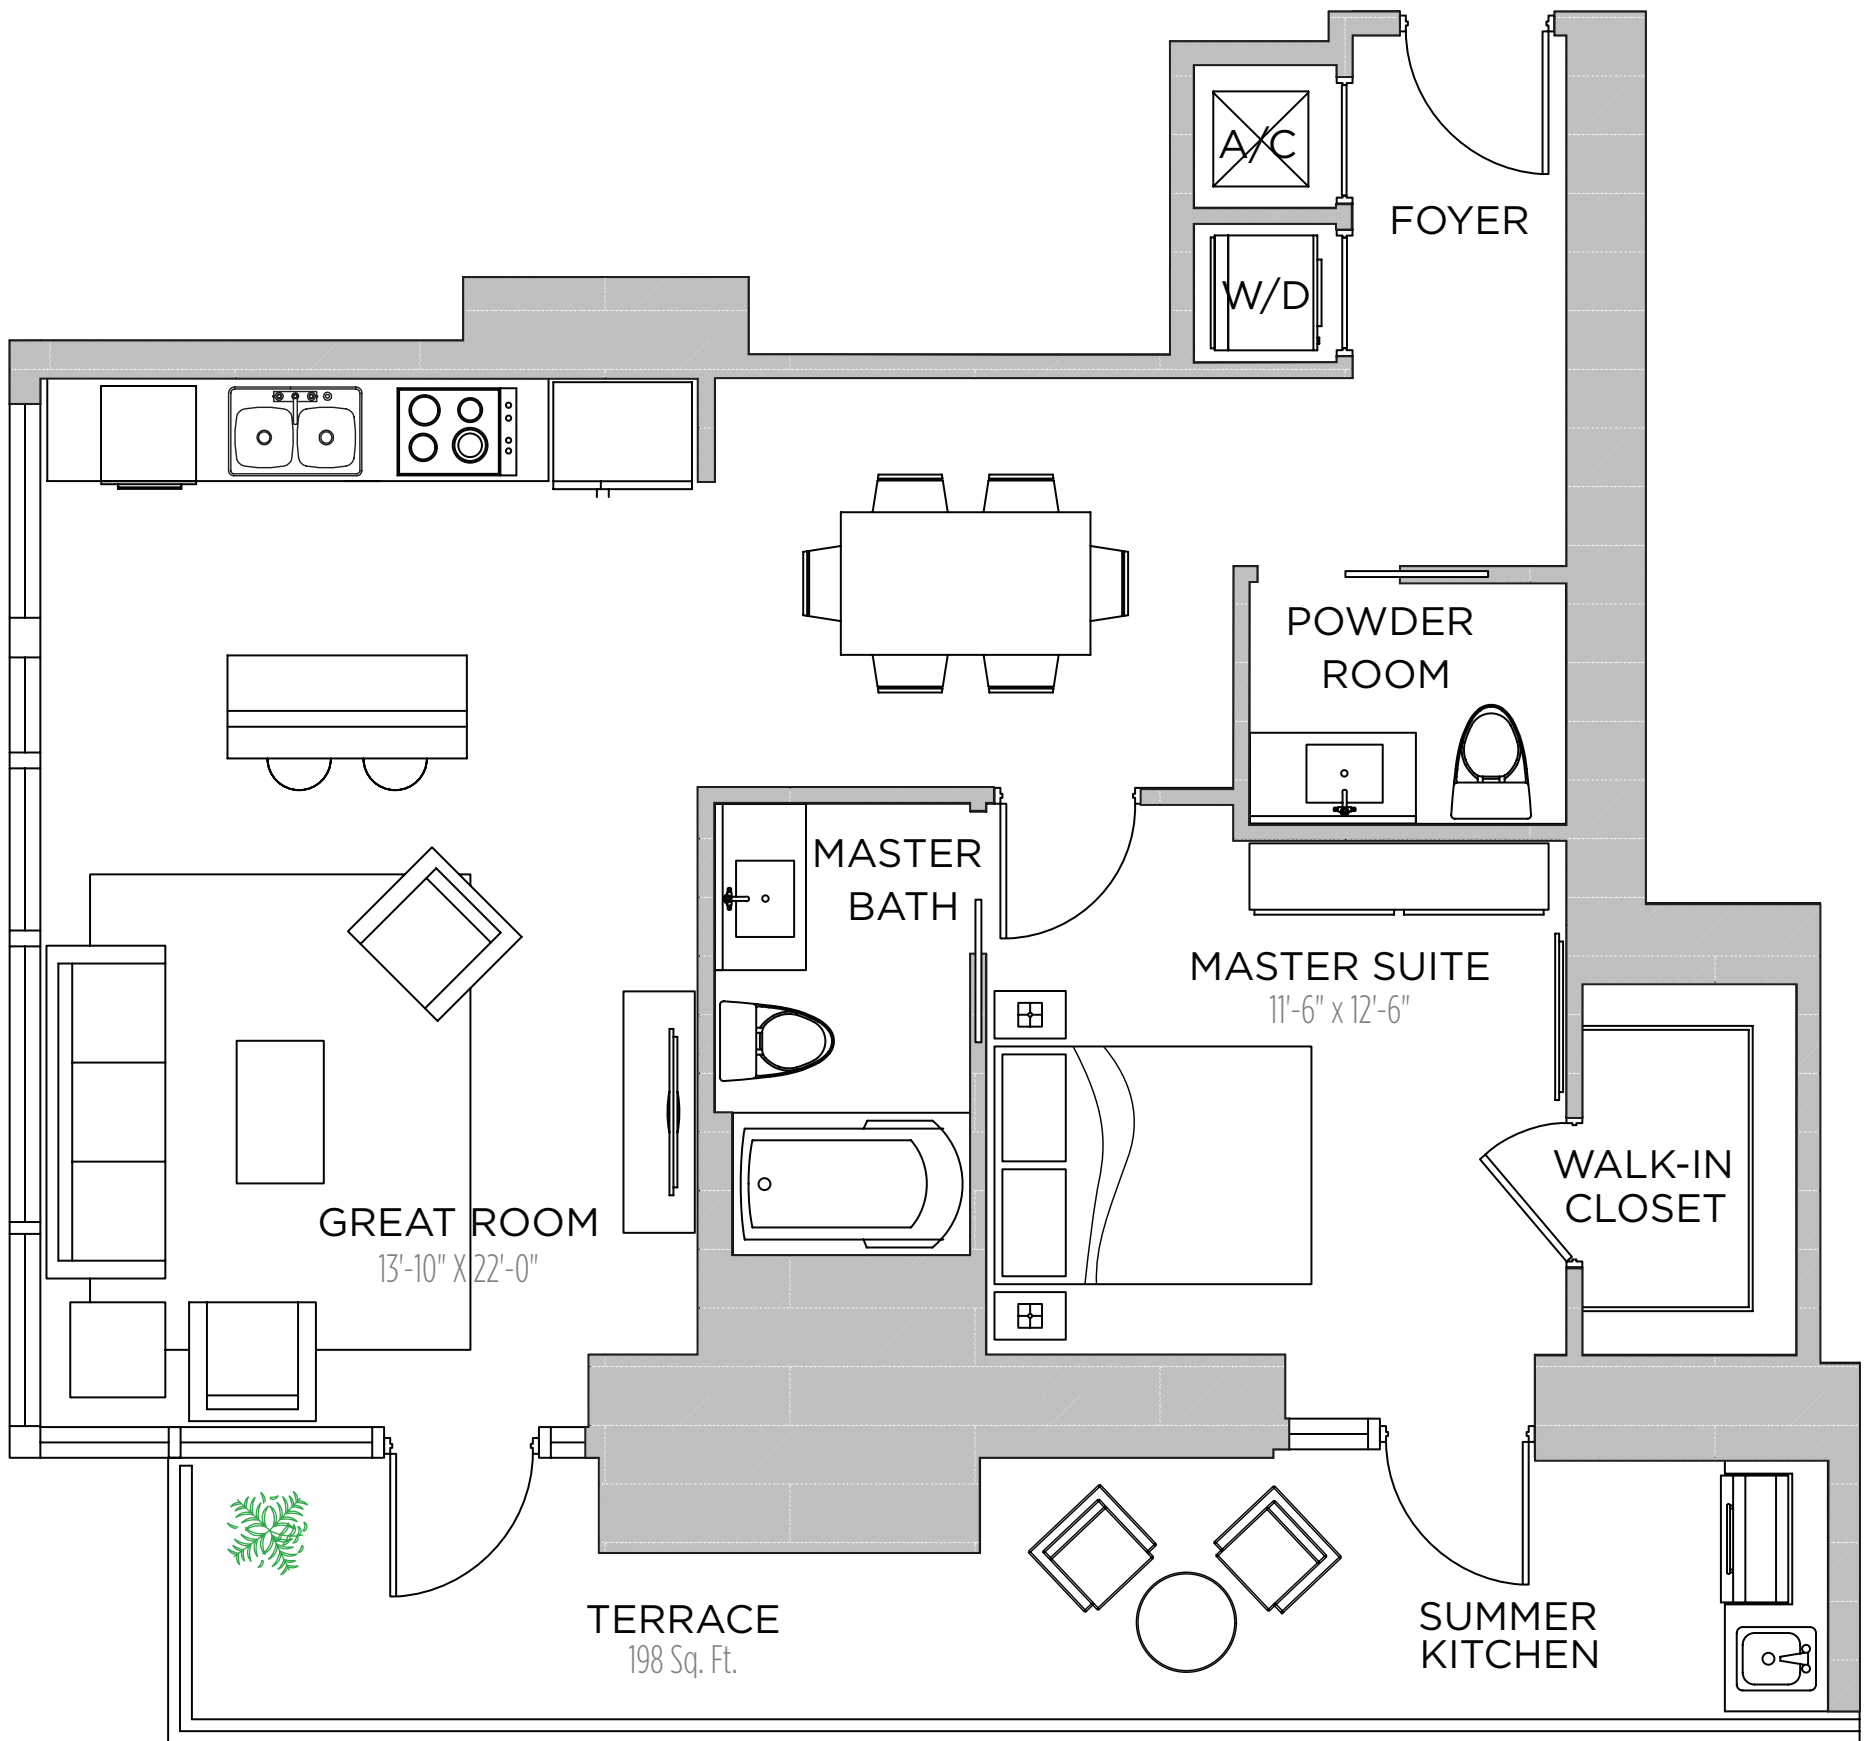 A/C
FOYER
W/D
POWDER
ROOM
MASTER
BATH
MASTER SUITE
11'-6" x 12'-6"
WALK-IN
CLOSET
GREAT ROOM
13'-10" X 22'-0"
TERRACE
198 Sq. Ft.
SUMMER
KITCHEN